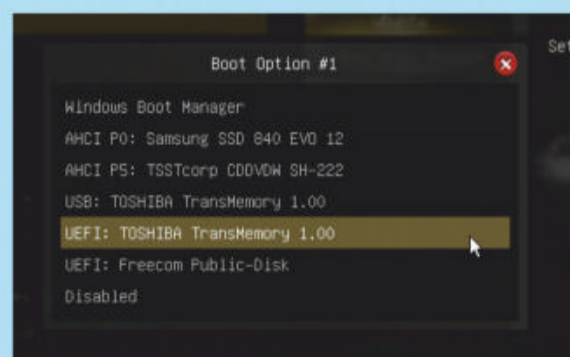 Boot Option #1
Set
Windows Boot Manager
AHCI P0: Samsung SSD 840 EVO 12
AHCI P5: TSSTcorp CDDVDW SH-222
USB: TOSHIBA TransMemory 1.00
UEFI: TOSHIBA TransMemory 1.00
UEFI: Freecom Public-Disk
Disabled